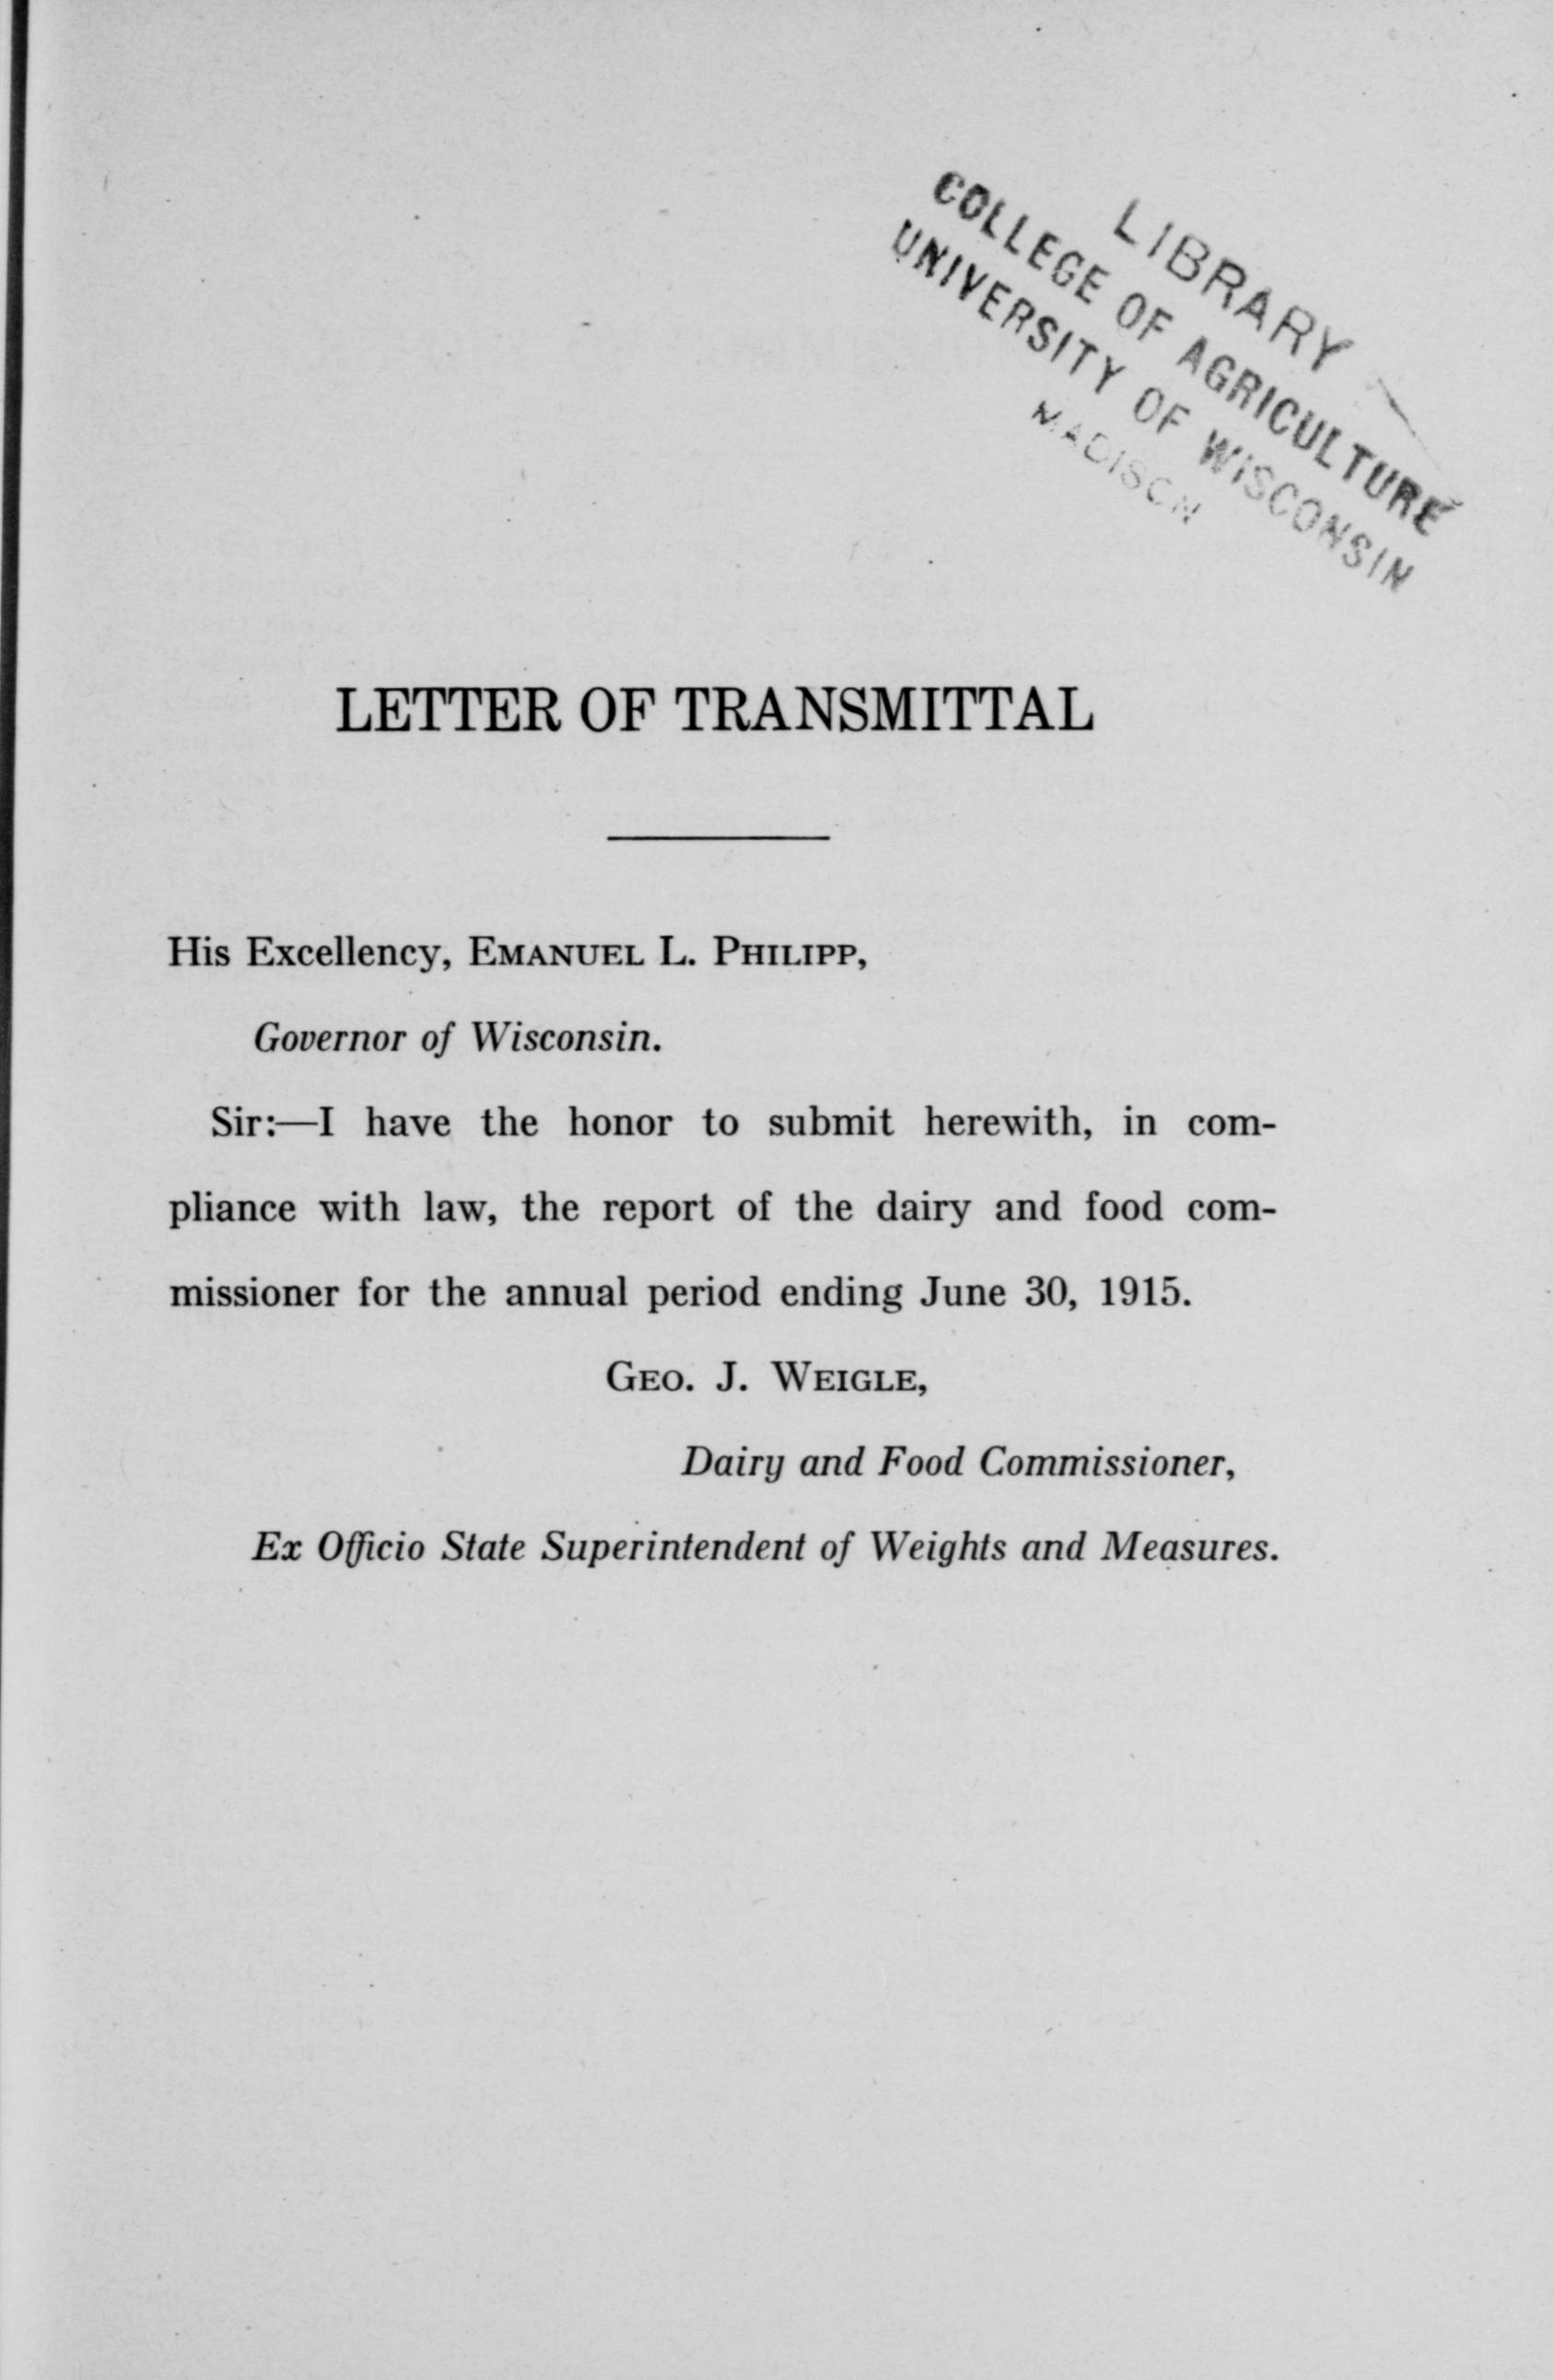 LIBRARY
COLLEGE OF AGRICULTURE
UNIVERSITY OF WISCONSIN
MADISON
LETTER OF TRANSMITTAL
His Excellency, EMANUEL L. PHILIPP,
Governor of Wisconsin.
Sir:—I have the honor to submit herewith, in com-
pliance with law, the report of the dairy and food com-
missioner for the annual period ending June 30, 1915.
GEO. J. WEIGLE,
Dairy and Food Commissioner,
Ex Officio State Superintendent of Weights and Measures.